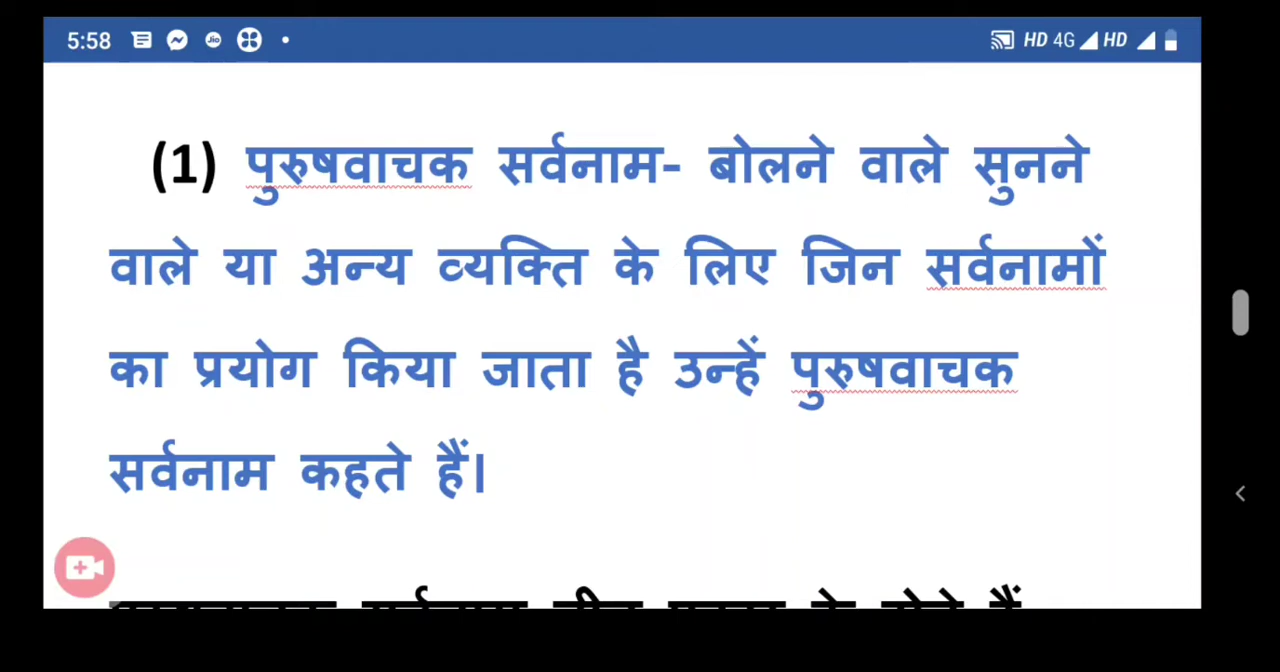 5:58 Jio HD 4G HD
(1) पुरुषवाचक सर्वनाम- बोलने वाले सुनने
वाले या अन्य व्यक्ति के लिए जिन सर्वनामों
का प्रयोग किया जाता है उन्हें पुरुषवाचक
सर्वनाम कहते हैं।